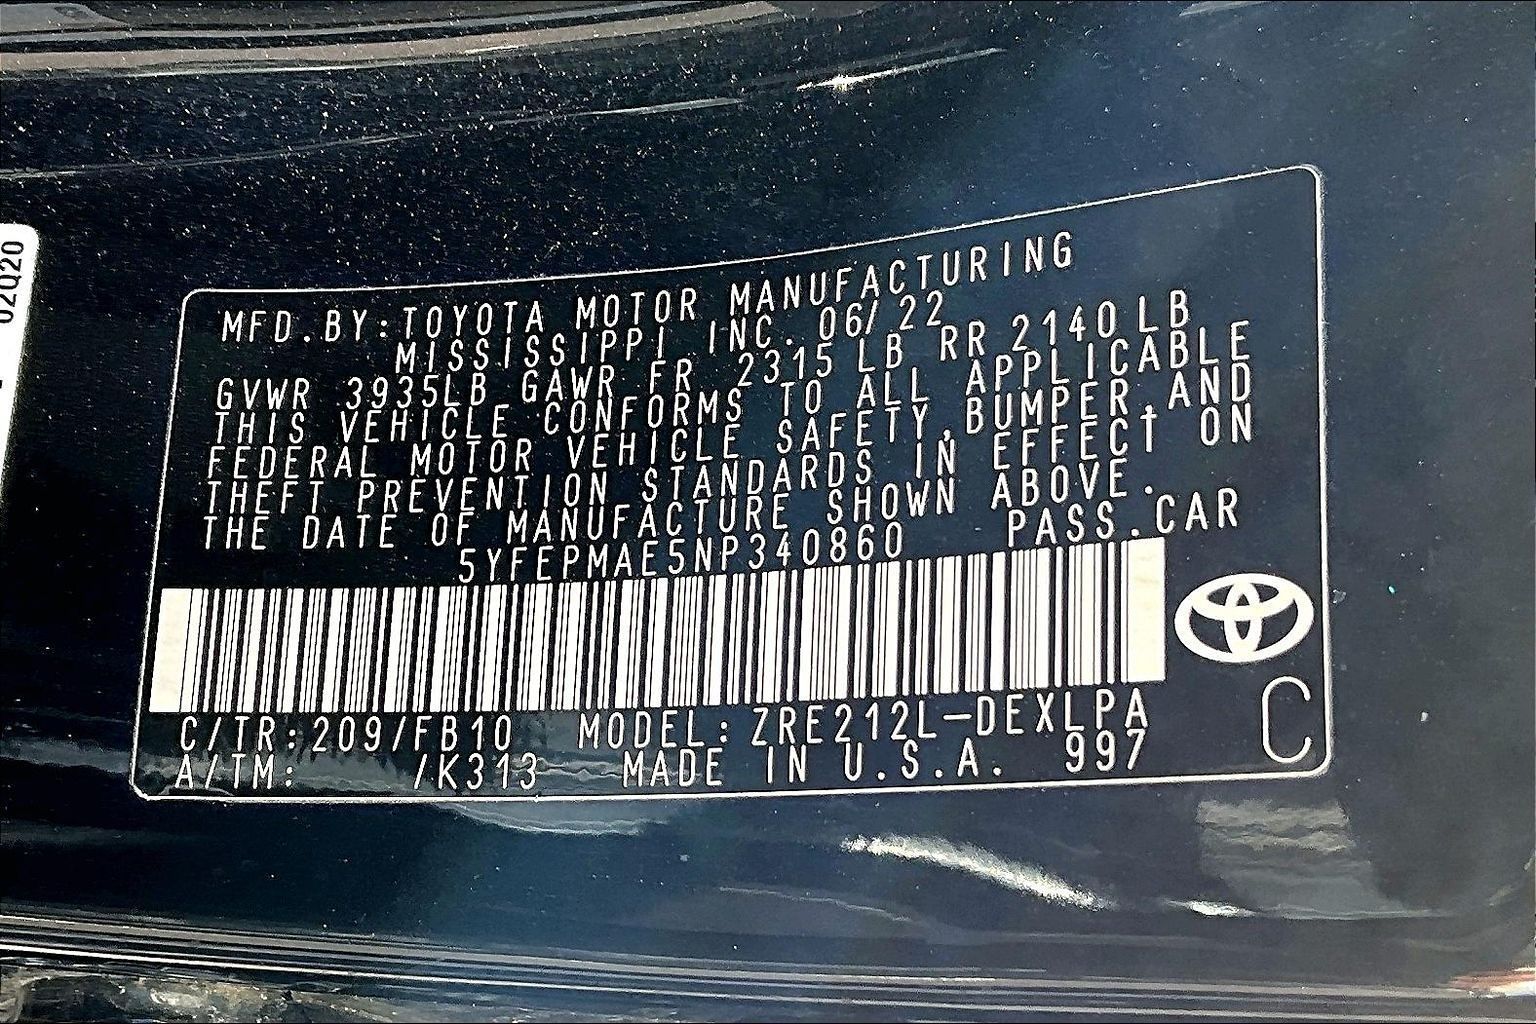 02Q20
MFD.BY:TOYOTA MOTOR MANUFACTURING
MISSISSIPPI INC. 06/22
GVWR 3935LB GAWR FR 2315 LB RR 2140 LB
THIS VEHICLE CONFORMS TO ALL APPLICABLE
FEDERAL MOTOR VEHICLE SAFETY,BUMPER,AND
THEFT PREVENTION STANDARDS IN EFFECT ON
THE DATE OF MANUFACTURE SHOWN ABOVE.
5YFEPMAE5NP340860 PASS.CAR
C/TR:209/FB10 MODEL:ZRE212L-DEXLPA
A/TM: /K313 MADE IN U.S.A. 997
C